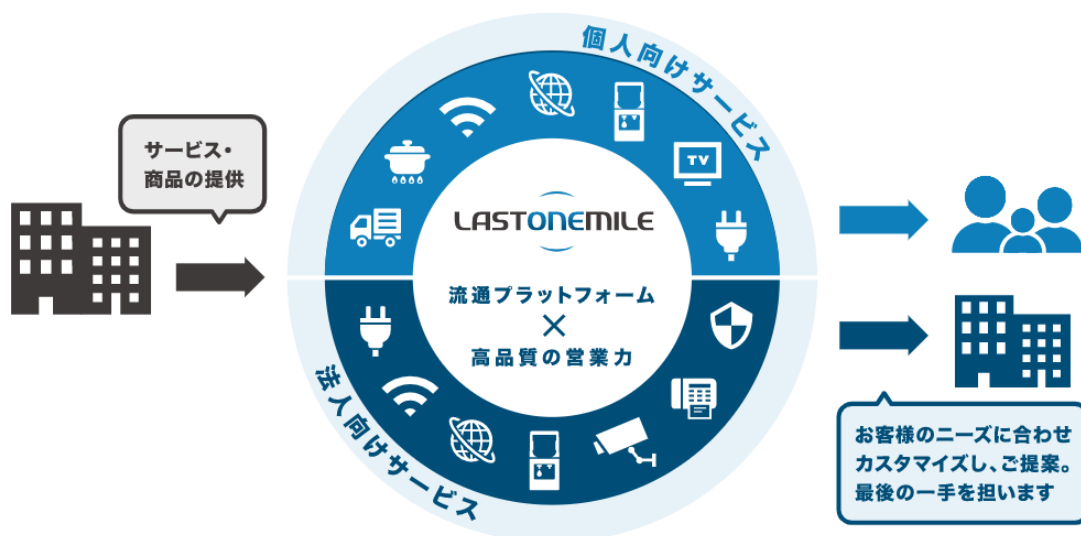 個人向けサービス
サービス・
商品の提供
TV
LASTONEMILE
流通プラットフォーム
×
高品質の営業力
法人向けサービス
お客様のニーズに合わせ
カスタマイズし、ご提案。
最後の一手を担います